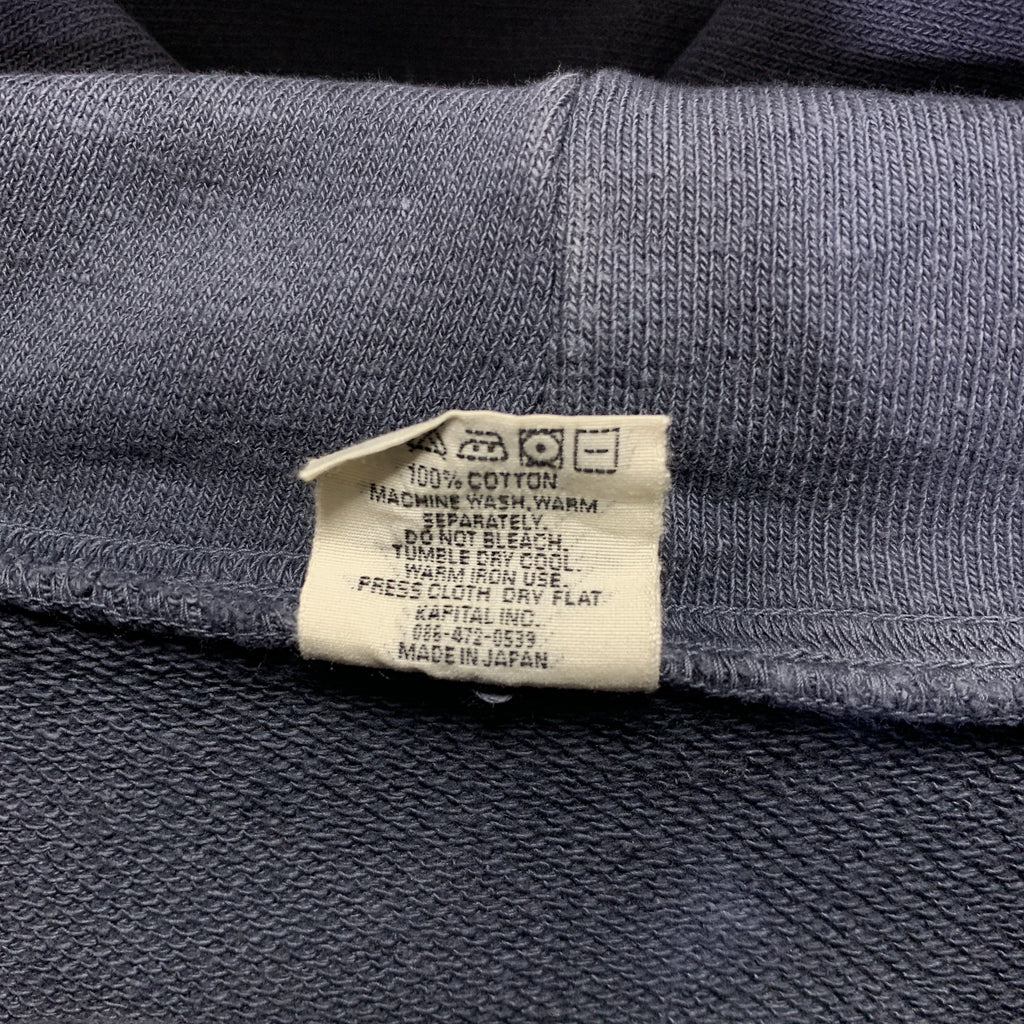 100% COTTON
MACHINE WASH, WARM
SEPARATELY.
DO NOT BLEACH
TUMBLE DRY COOL.
WARM IRON USE.
PRESS CLOTH DRY FLAT
KAPITAL INC.
086-472-0539
MADE IN JAPAN